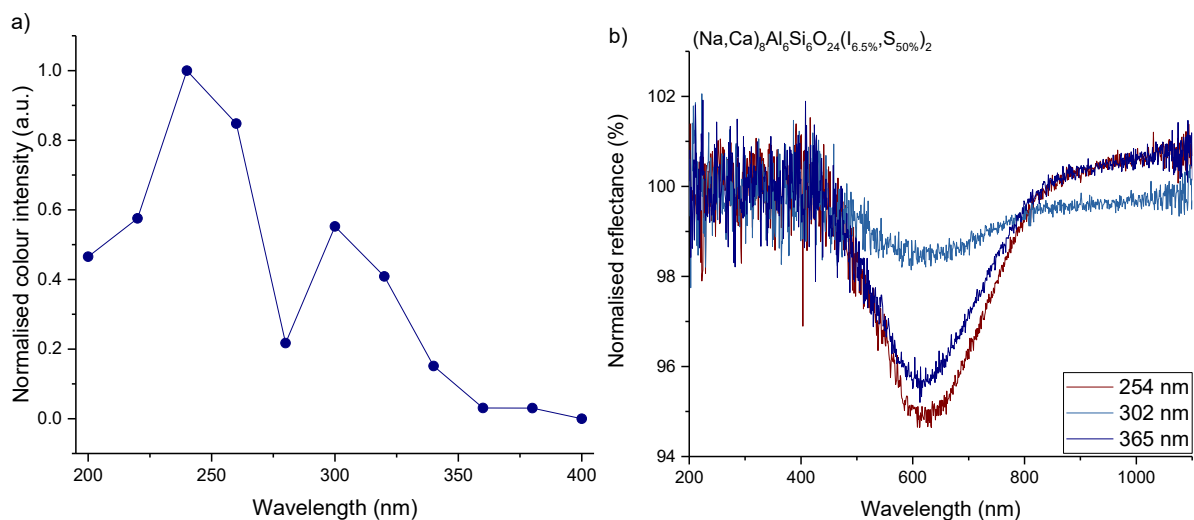 a)
1.0
0.8
0.6
0.4
0.2
0.0
Normalised colour intensity (a.u.)
200
250
300
350
400
Wavelength (nm)
b)
(Na,Ca)₈Al₆Si₆O₂₄(I₆.₅%,S₅₀%)₂
102
100
98
96
94
Normalised reflectance (%)
254 nm
302 nm
365 nm
200
400
600
800
1000
Wavelength (nm)